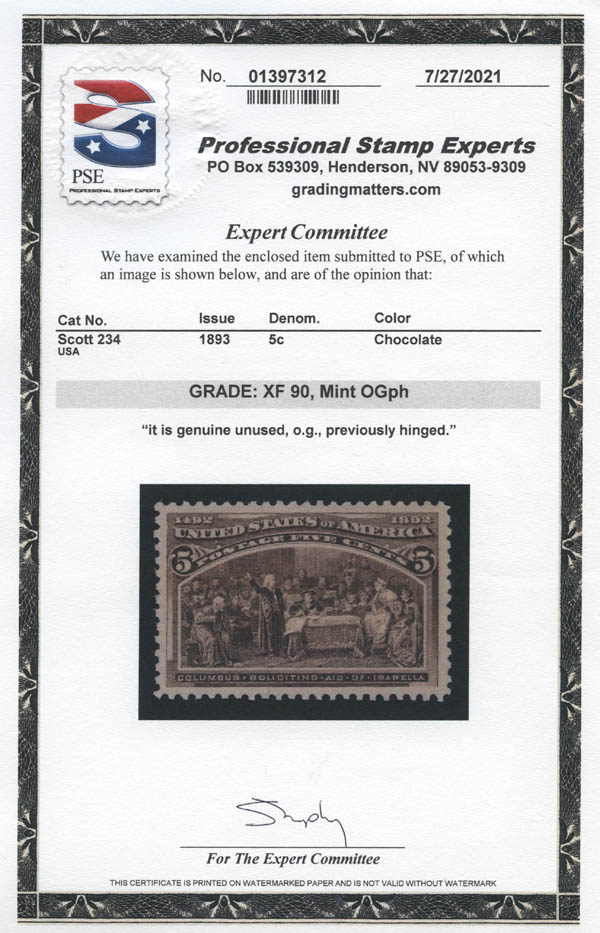 No. 01397312 7/27/2021
PSE
PROFESSIONAL STAMP EXPERTS
Professional Stamp Experts
PO Box 539309, Henderson, NV 89053-9309
gradingmatters.com
Expert Committee
We have examined the enclosed item submitted to PSE, of which
an image is shown below, and are of the opinion that:
Cat No. Issue Denom. Color
Scott 234 1893 5c Chocolate
USA
GRADE: XF 90, Mint OGph
“it is genuine unused, o.g., previously hinged.”
1492 1892
UNITED STATES OF AMERICA
5 POSTAGE FIVE CENTS 5
COLUMBUS · SOLICITING · AID · OF · ISABELLA
For The Expert Committee
THIS CERTIFICATE IS PRINTED ON WATERMARKED PAPER AND IS NOT VALID WITHOUT WATERMARK